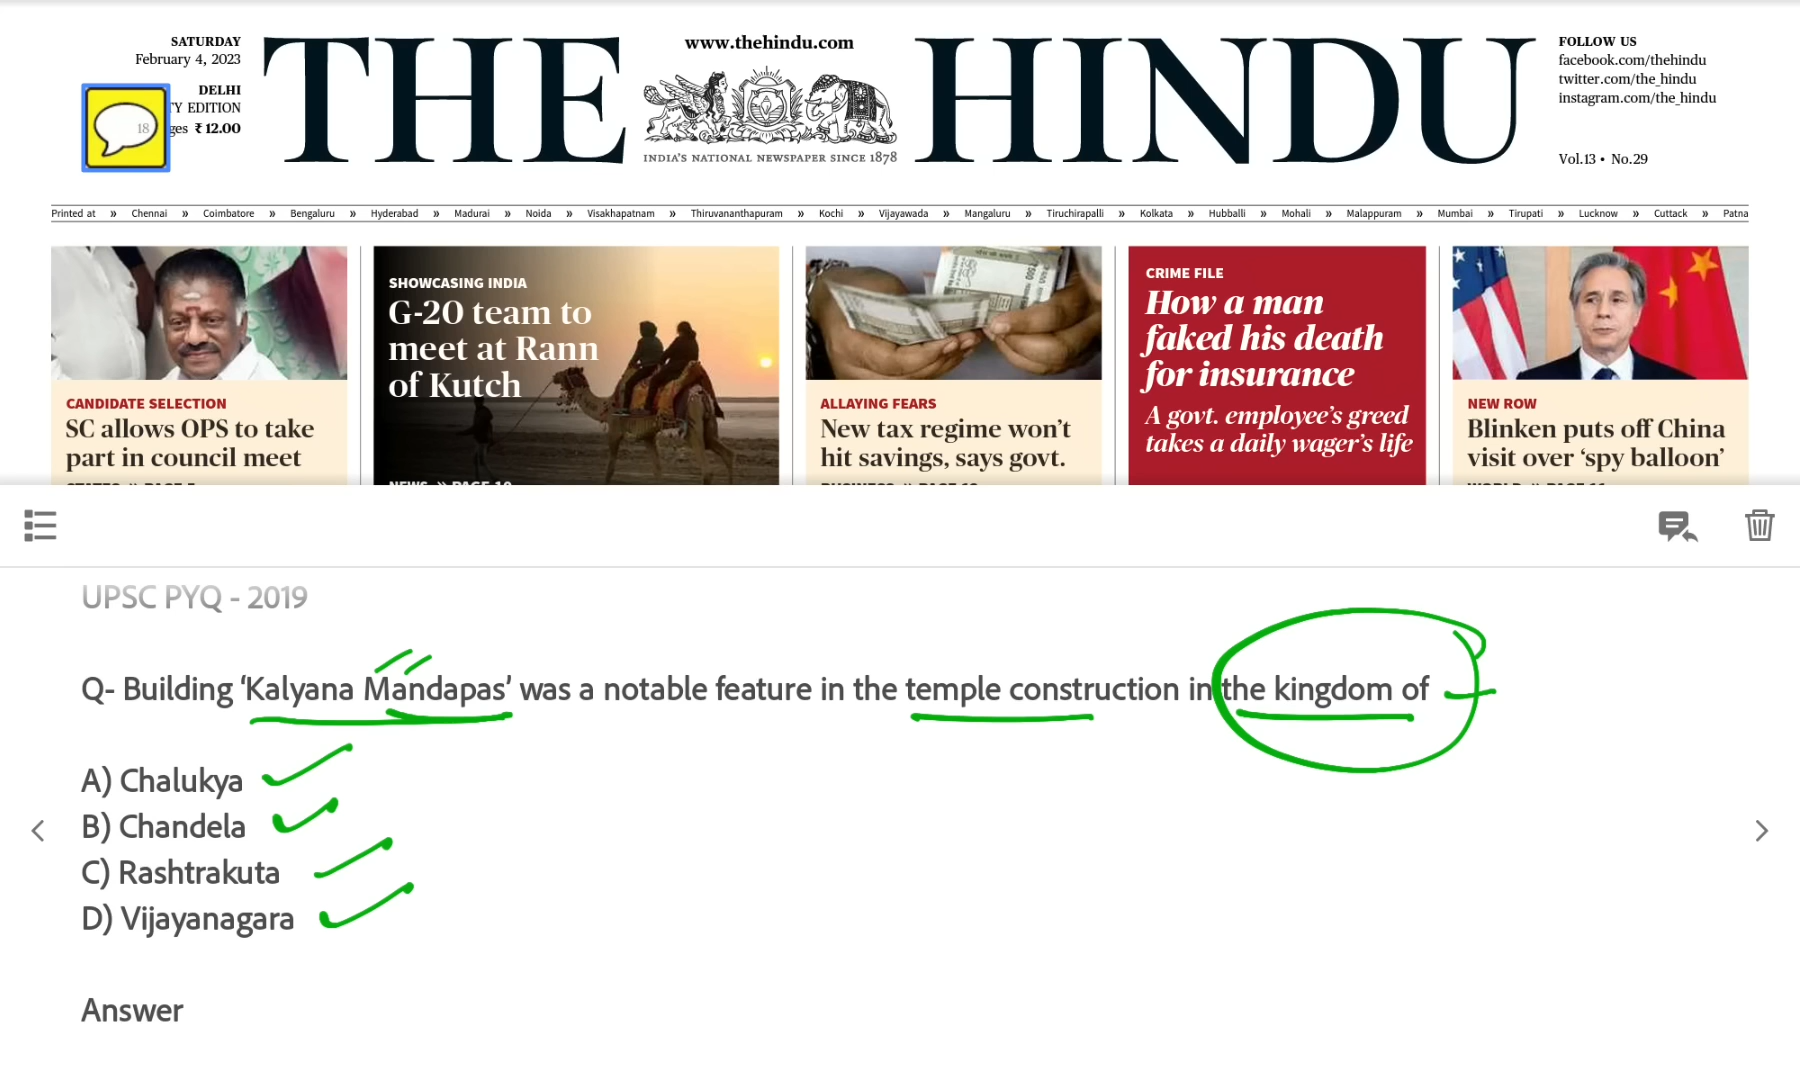 SATURDAY
February 4, 2023
DELHI
TY EDITION
18 ges ₹ 12.00
THE HINDU
www.thehindu.com
INDIA'S NATIONAL NEWSPAPER SINCE 1878
FOLLOW US
facebook.com/thehindu
twitter.com/the_hindu
instagram.com/the_hindu
Vol.13 • No.29
Printed at » Chennai » Coimbatore » Bengaluru » Hyderabad » Madurai » Noida » Visakhapatnam » Thiruvananthapuram » Kochi » Vijayawada » Mangaluru » Tiruchirapalli » Kolkata » Hubballi » Mohali » Malappuram » Mumbai » Tirupati » Lucknow » Cuttack » Patna
CANDIDATE SELECTION
SC allows OPS to take
part in council meet
SHOWCASING INDIA
G-20 team to
meet at Rann
of Kutch
ALLAYING FEARS
New tax regime won't
hit savings, says govt.
CRIME FILE
How a man
faked his death
for insurance
A govt. employee's greed
takes a daily wager's life
NEW ROW
Blinken puts off China
visit over 'spy balloon'
UPSC PYQ - 2019
Q- Building 'Kalyana Mandapas' was a notable feature in the temple construction in the kingdom of
A) Chalukya
B) Chandela
C) Rashtrakuta
D) Vijayanagara
Answer